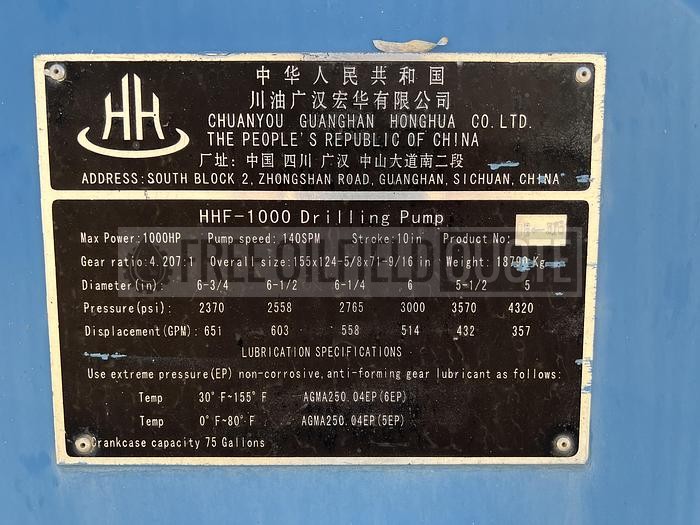 中华人民共和国
川油广汉宏华有限公司
CHUANYOU GUANGHAN HONGHUA CO.LTD.
THE PEOPLE'S REPUBLIC OF CHINA
厂址: 中国 四川 广汉 中山大道南二段
ADDRESS:SOUTH BLOCK 2, ZHONGSHAN ROAD, GUANGHAN, SICHUAN, CHINA
HH
HHF-1000 Drilling Pump
Max Power:1000HP Pump speed: 140SPM Stroke:10in Product No:
Gear ratio: 4.207:1 Overall size:155x124-5/8x71-9/16 in Weight: Kg
Diameter(in): 6-3/4 6-1/2 6-1/4 6 5-1/2 5
Pressure(psi): 2370 2558 2765 3000 3570 4320
Displacement(GPM): 651 603 558 514 432 357
LUBRICATION SPECIFICATIONS
Use extreme pressure(EP) non-corrosive, anti-forming gear lubricant as follows:
Temp 30°F~155°F AGMA250.04EP(6EP)
Temp 0°F~80°F AGMA250.04EP(5EP)
Crankcase capacity 75 Gallons